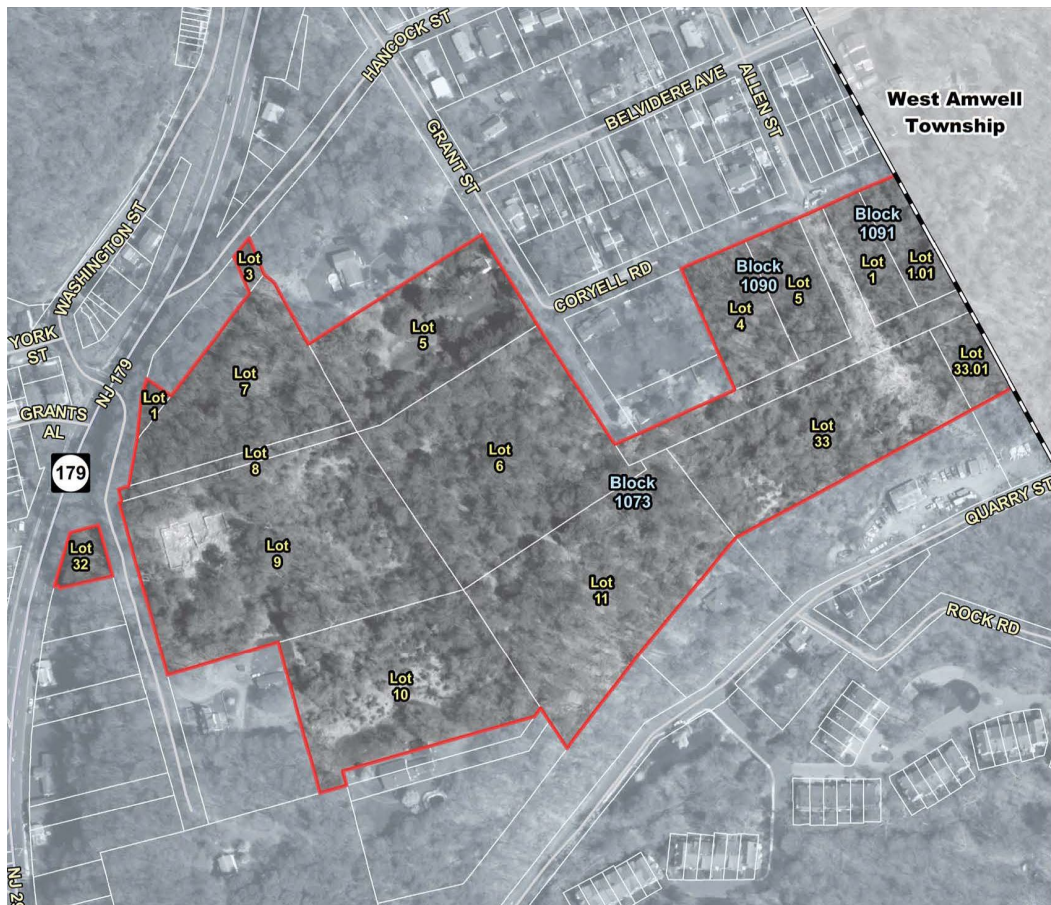 HANCOCK ST
West Amwell
Township
ALLEN ST
BELVIDERE AVE
GRANT ST
WASHINGTON ST
Block
1091
Lot
3
Lot
1
Lot
1.01
Block
1090
Lot
5
Lot
4
CORYELL RD
Lot
5
YORK
ST
NJ 179
Lot
7
Lot
33.01
Lot
1
GRANTS
AL
Lot
33
Lot
8
Lot
6
179
Block
1073
QUARRY ST
Lot
32
Lot
9
Lot
11
ROCK RD
Lot
10